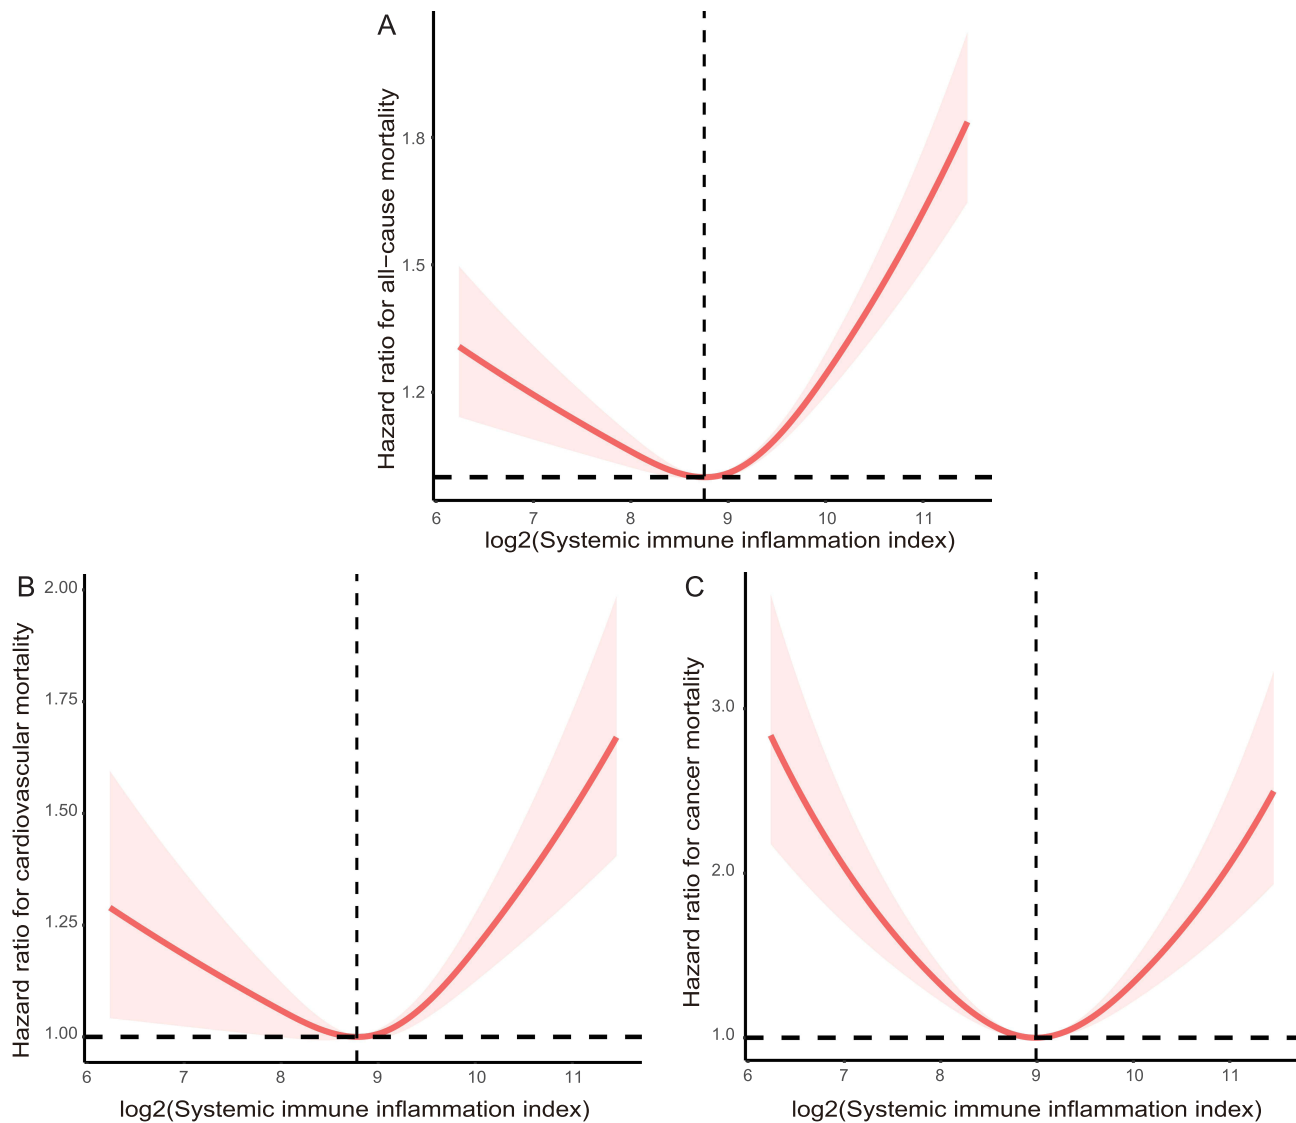 A
Hazard ratio for all−cause mortality
1.8
1.5
1.2
6 7 8 9 10 11
log2(Systemic immune inflammation index)
B
Hazard ratio for cardiovascular mortality
2.00
1.75
1.50
1.25
1.00
6 7 8 9 10 11
log2(Systemic immune inflammation index)
C
Hazard ratio for cancer mortality
3.0
2.0
1.0
6 7 8 9 10 11
log2(Systemic immune inflammation index)